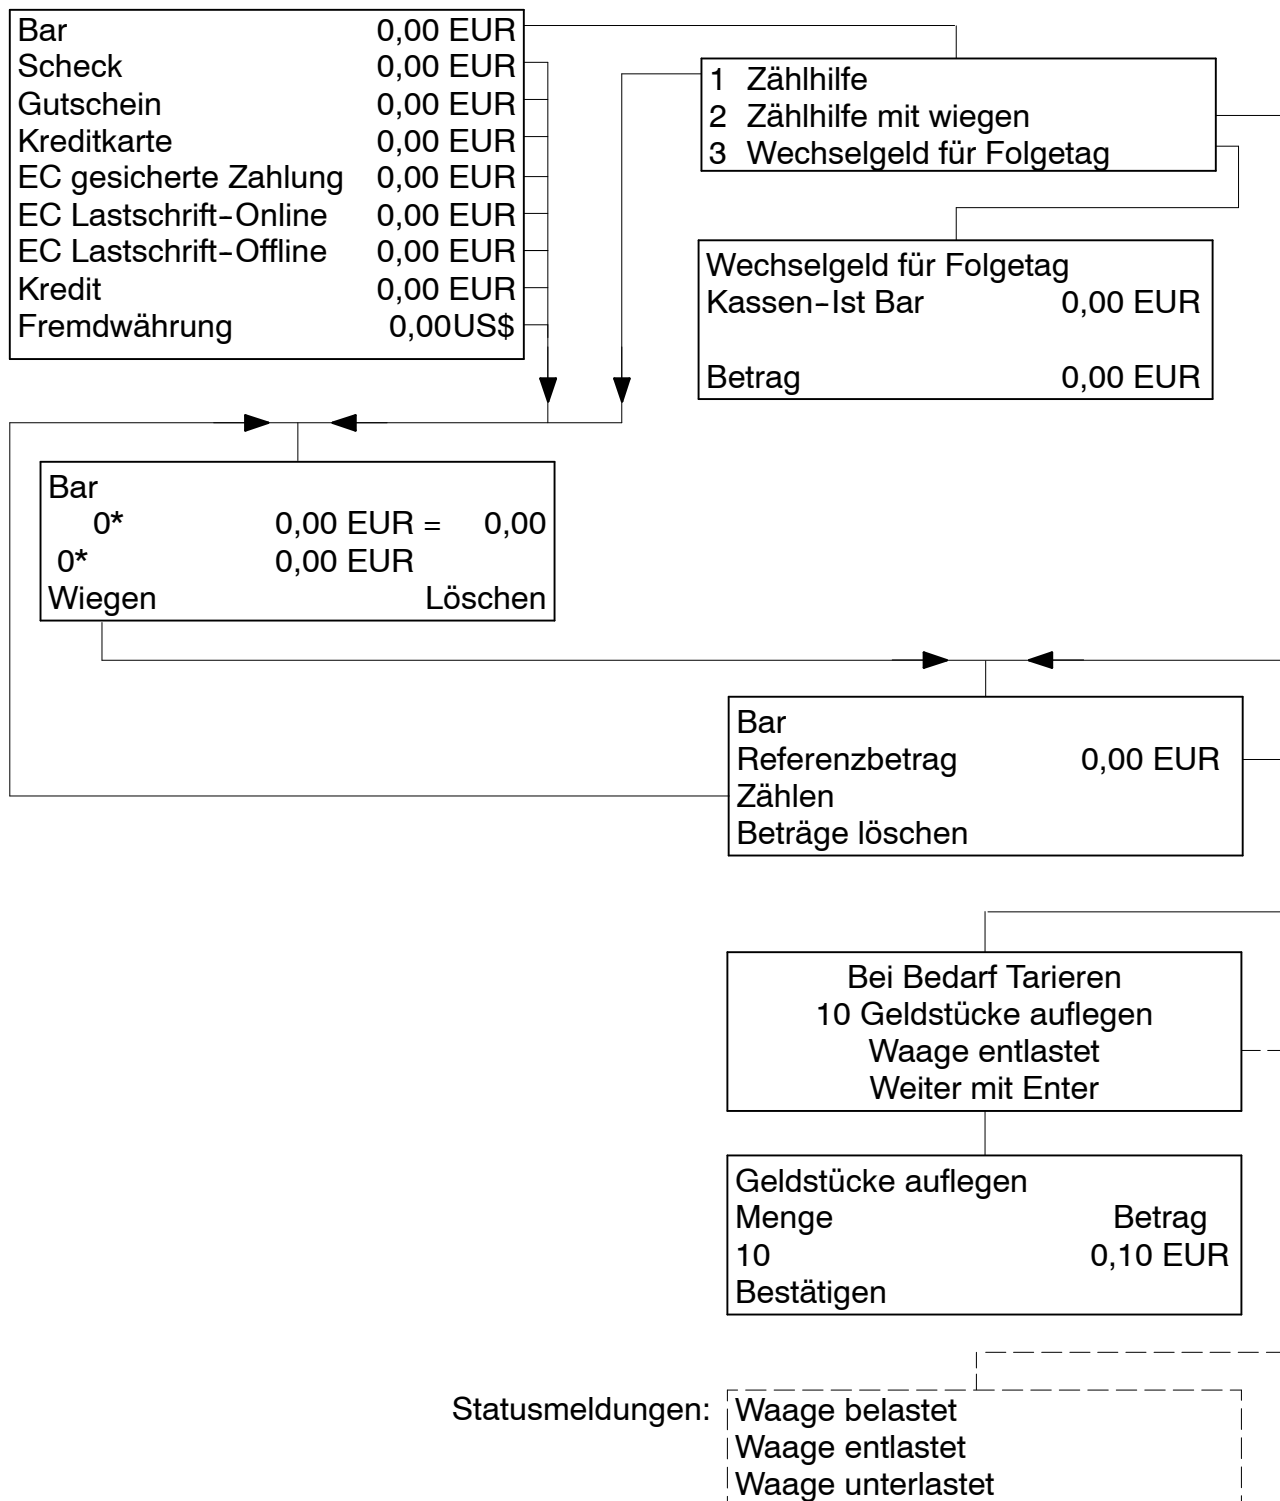 Bar 0,00 EUR
Scheck 0,00 EUR
Gutschein 0,00 EUR
Kreditkarte 0,00 EUR
EC gesicherte Zahlung 0,00 EUR
EC Lastschrift-Online 0,00 EUR
EC Lastschrift-Offline 0,00 EUR
Kredit 0,00 EUR
Fremdwährung 0,00US$
1 Zählhilfe
2 Zählhilfe mit wiegen
3 Wechselgeld für Folgetag
Wechselgeld für Folgetag
Kassen-Ist Bar 0,00 EUR
Betrag 0,00 EUR
Bar
0* 0,00 EUR = 0,00
0* 0,00 EUR
Wiegen Löschen
Bar
Referenzbetrag 0,00 EUR
Zählen
Beträge löschen
Bei Bedarf Tarieren
10 Geldstücke auflegen
Waage entlastet
Weiter mit Enter
Geldstücke auflegen
Menge Betrag
10 0,10 EUR
Bestätigen
Statusmeldungen:
Waage belastet
Waage entlastet
Waage unterlastet